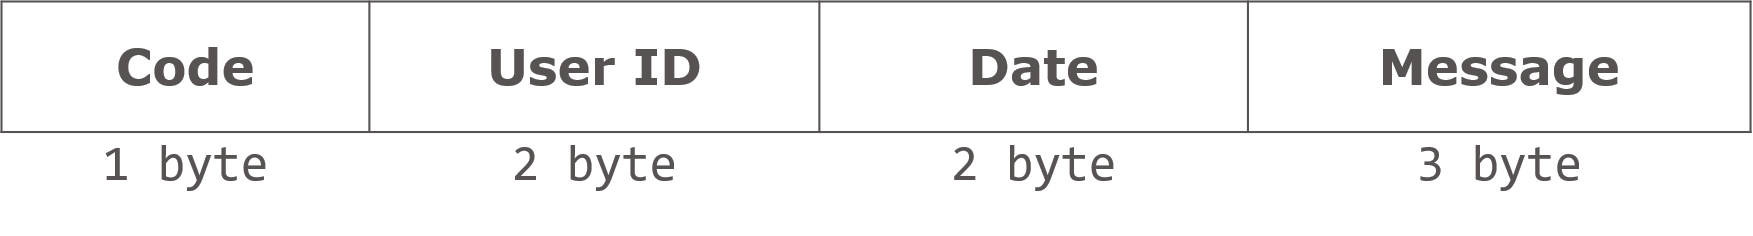 Code User ID Date Message
1 byte 2 byte 2 byte 3 byte